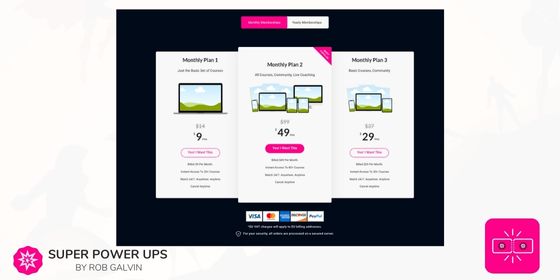 Monthly Memberships
Yearly Memberships
Monthly Plan 1
Just the Basic Set of Courses
$14
$9/mo
Yes! I Want This
Billed $9 Per Month
Instant Access To 20+ Courses
Watch 24/7. Anywhere. Anytime
Cancel Anytime
Monthly Plan 2
All Courses, Community, Live Coaching
$99
$49/mo
Yes! I Want This
Billed $49 Per Month
Instant Access To 40+ Courses
Watch 24/7. Anywhere. Anytime
Cancel Anytime
Monthly Plan 3
Basic Courses, Community
$37
$29/mo
Yes! I Want This
Billed $29 Per Month
Instant Access To 30+ Courses
Watch 24/7. Anywhere. Anytime
Cancel Anytime
VISA
DISCOVER
PayPal
*EU VAT charges will apply to EU billing addresses.
For your security, all orders are processed on a secured server.
SUPER POWER UPS
BY ROB GALVIN